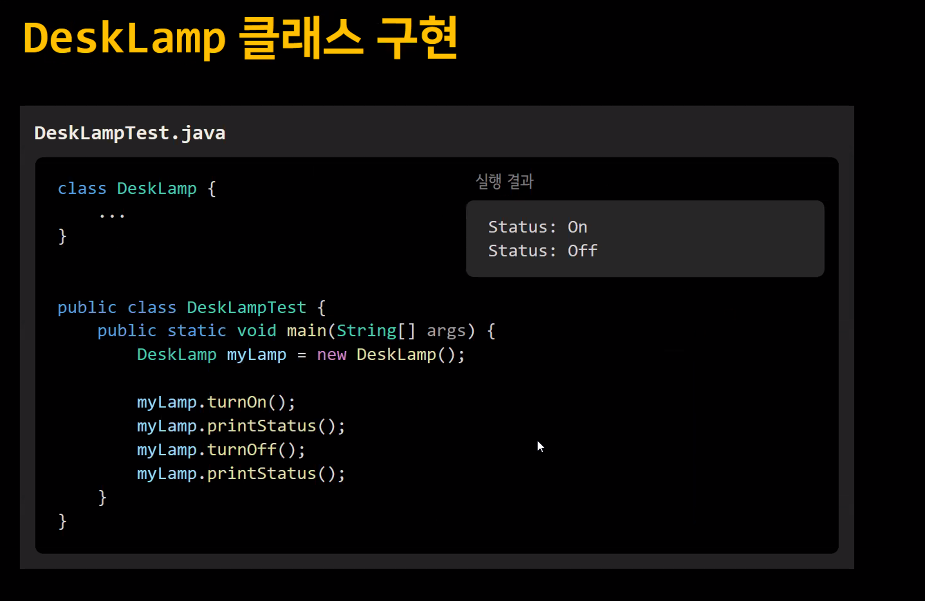 DeskLamp 클래스 구현
DeskLampTest.java
class DeskLamp {
...
}
실행 결과
Status: On
Status: Off
public class DeskLampTest {
public static void main(String[] args) {
DeskLamp myLamp = new DeskLamp();
myLamp.turnOn();
myLamp.printStatus();
myLamp.turnOff();
myLamp.printStatus();
}
}